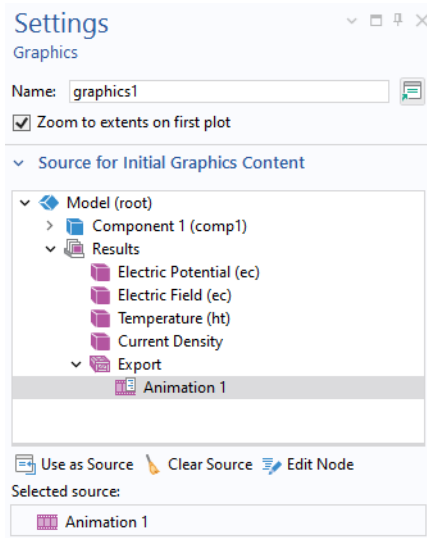 Settings
Graphics
Name: graphics1
Zoom to extents on first plot
Source for Initial Graphics Content
Model (root)
Component 1 (comp1)
Results
Electric Potential (ec)
Electric Field (ec)
Temperature (ht)
Current Density
Export
Animation 1
Use as Source Clear Source Edit Node
Selected source:
Animation 1